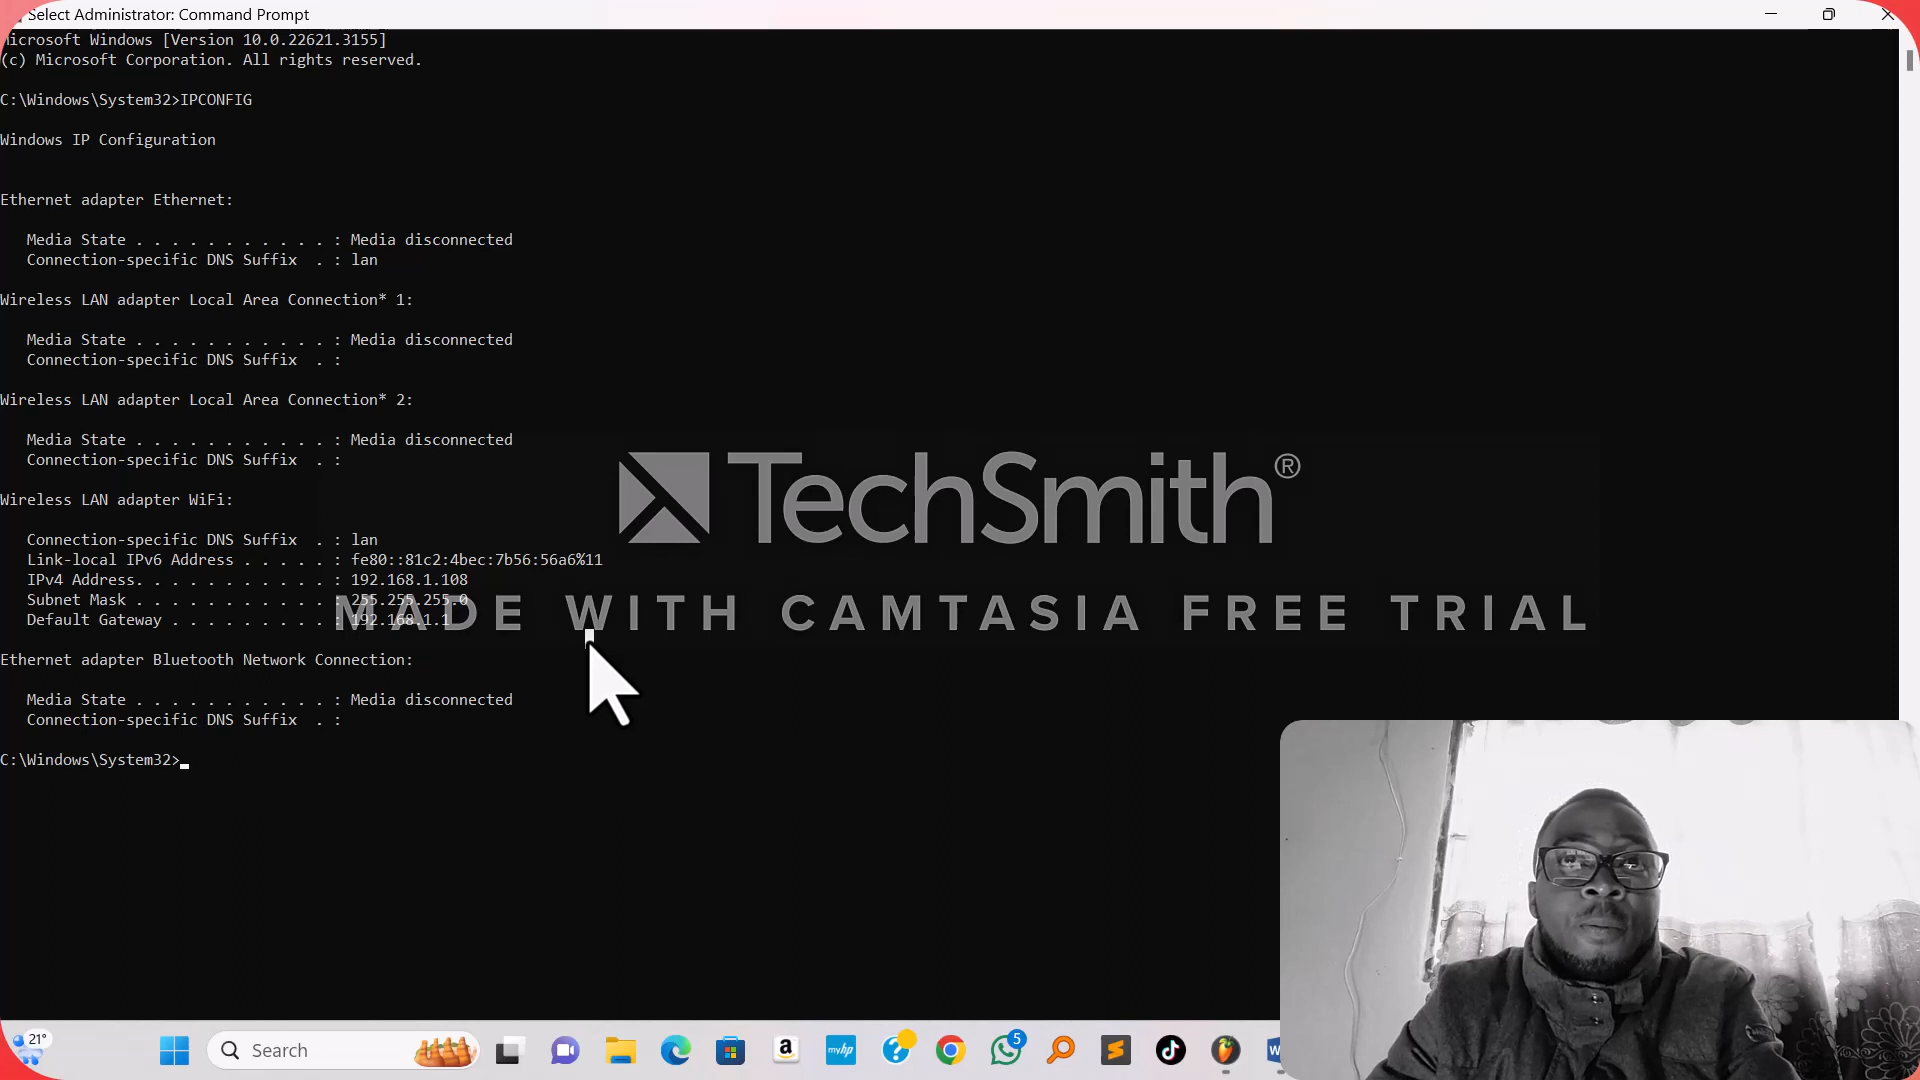 Select Administrator: Command Prompt
Microsoft Windows [Version 10.0.22621.3155]
(c) Microsoft Corporation. All rights reserved.
C:\Windows\System32>IPCONFIG
Windows IP Configuration
Ethernet adapter Ethernet:
Media State . . . . . . . . . . . : Media disconnected
Connection-specific DNS Suffix  . : lan
Wireless LAN adapter Local Area Connection* 1:
Media State . . . . . . . . . . . : Media disconnected
Connection-specific DNS Suffix  . :
Wireless LAN adapter Local Area Connection* 2:
Media State . . . . . . . . . . . : Media disconnected
Connection-specific DNS Suffix  . :
Wireless LAN adapter WiFi:
Connection-specific DNS Suffix  . : lan
Link-local IPv6 Address . . . . . : fe80::81c2:4bec:7b56:56a6%11
IPv4 Address. . . . . . . . . . . : 192.168.1.108
Subnet Mask . . . . . . . . . . . : 255.255.255.0
Default Gateway . . . . . . . . . : 192.168.1.1
Ethernet adapter Bluetooth Network Connection:
Media State . . . . . . . . . . . : Media disconnected
Connection-specific DNS Suffix  . :
C:\Windows\System32>
TechSmith®
MADE WITH CAMTASIA FREE TRIAL
21°
Search
a
myhp
?
5
S
W